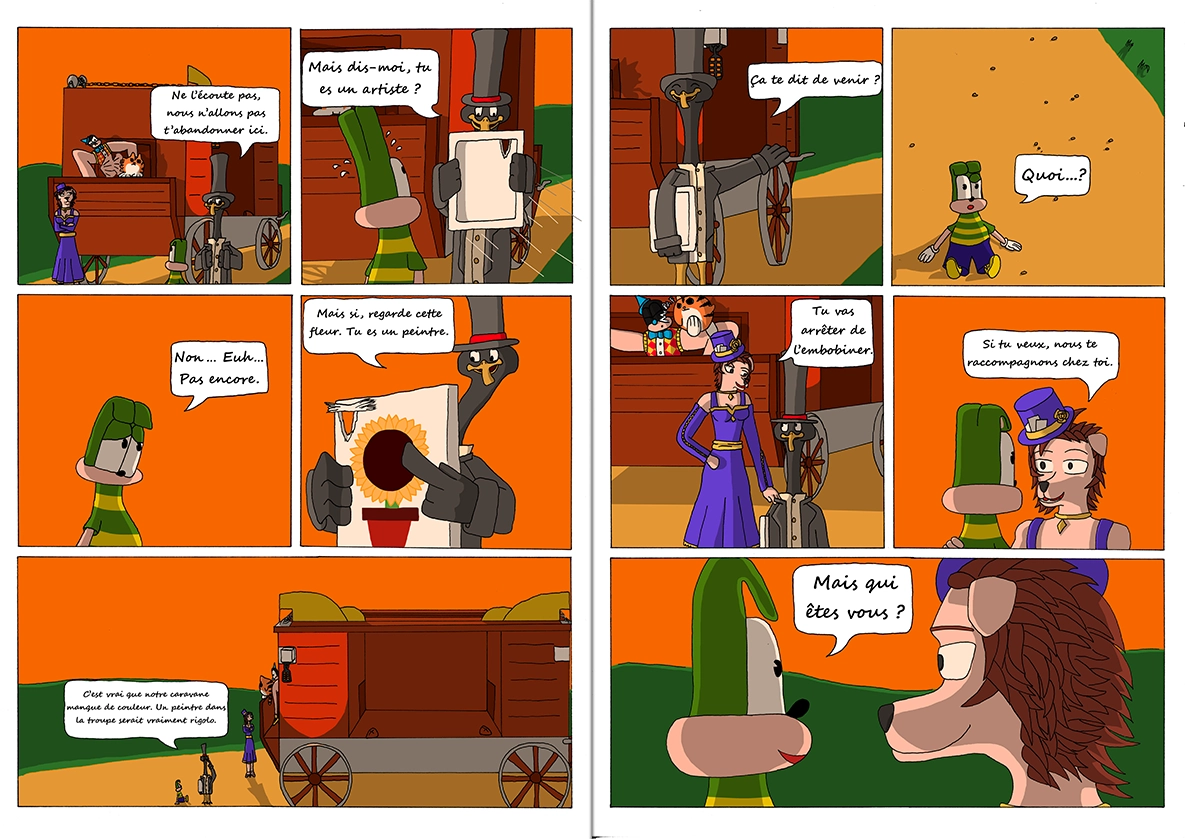 Ne l'écoute pas,
nous n'allons pas
t'abandonner ici.
Mais dis-moi, tu
es un artiste ?
Non... Euh...
Pas encore.
Mais si, regarde cette
fleur. Tu es un peintre.
C'est vrai que notre caravane
manque de couleur. Un peintre dans
la troupe serait vraiment rigolo.
Ça te dit de venir ?
Quoi...?
Tu vas
arrêter de
l'embobiner.
Si tu veux, nous te
raccompagnons chez toi.
Mais qui
êtes vous ?